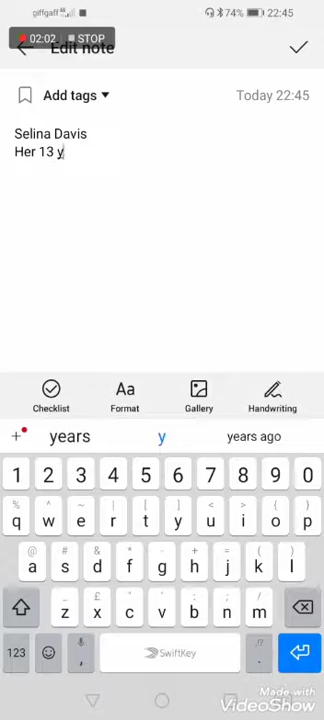 giffgaff 74% 22:45
02:02 STOP Edit note
Add tags Today 22:45
Selina Davis
Her 13 y
Checklist Format Gallery Handwriting
Aa
+ years y years ago
1 2 3 4 5 6 7 8 9 0
% ^ ~ | [ ] < > { }
q w e r t y u i o p
@ # & * - + = ( )
a s d f g h j k l
_ £ " ' : ; /
z x c v b n m
123 , SwiftKey ,!? .
Made with
VideoShow